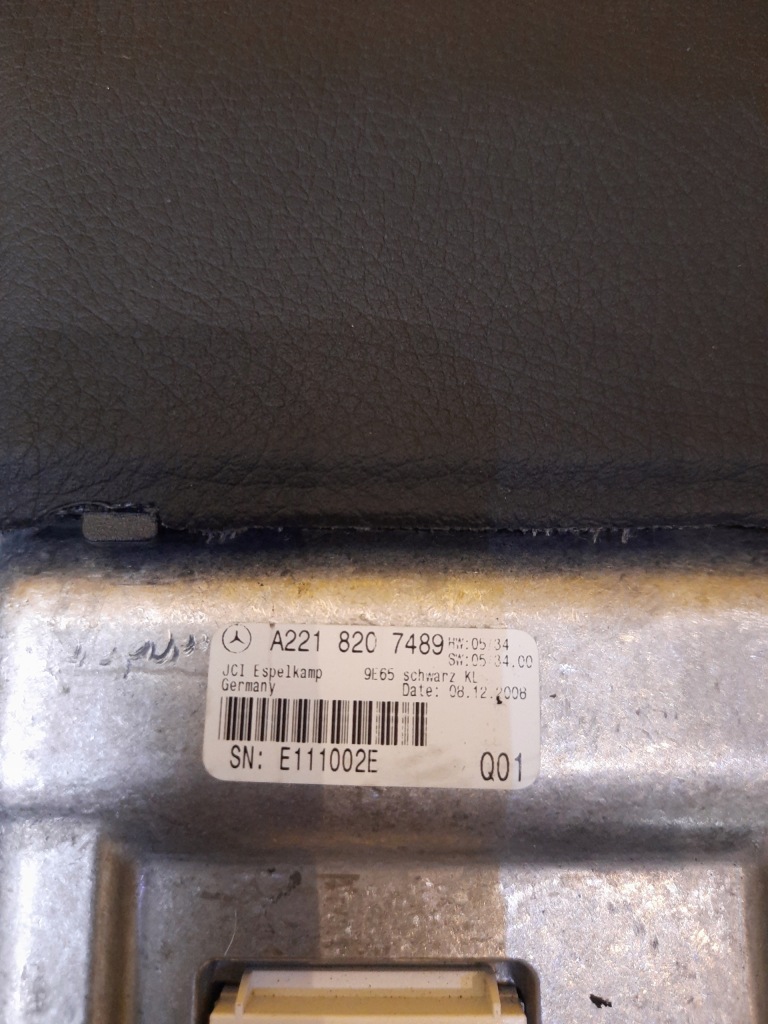 A221 820 7489 HW:05/34
SW:05/34.00
JCI Espelkamp 9E65 schwarz KL
Germany Date: 08.12.2008
SN: E111002E Q01